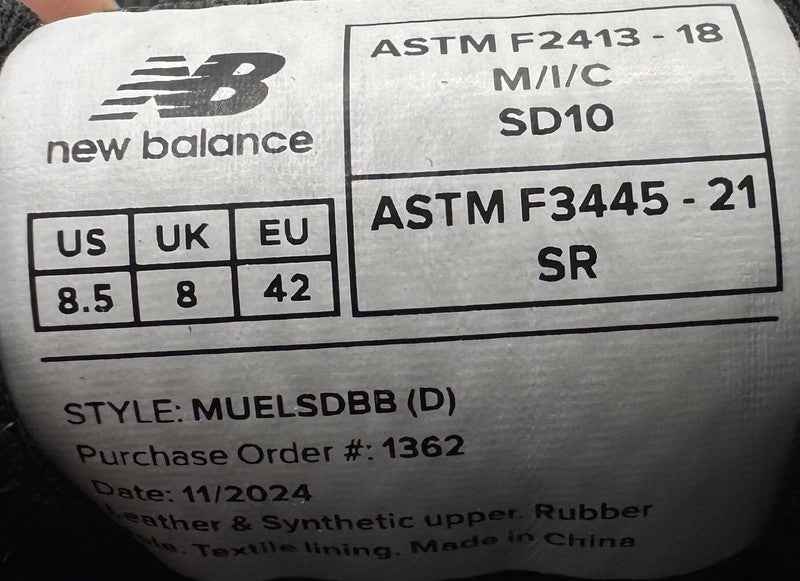 NB
new balance
ASTM F2413 - 18
M/I/C
SD10
ASTM F3445 - 21
SR
US UK EU
8.5 8 42
STYLE: MUELSDBB (D)
Purchase Order #: 1362
Date: 11/2024
Leather & Synthetic upper. Rubber
Textile lining. Made in China